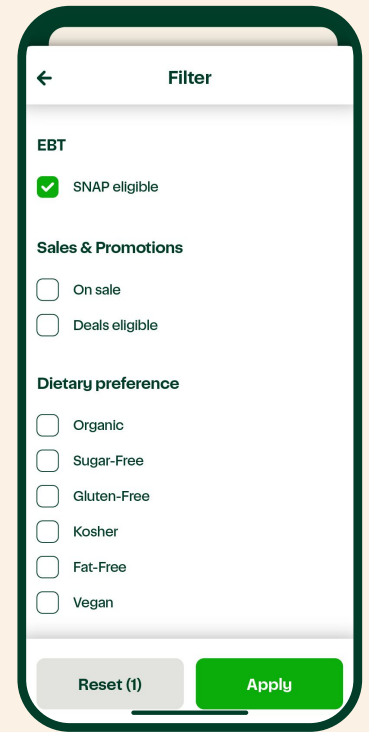 Filter
EBT
SNAP eligible
Sales & Promotions
On sale
Deals eligible
Dietary preference
Organic
Sugar-Free
Gluten-Free
Kosher
Fat-Free
Vegan
Reset (1) Apply